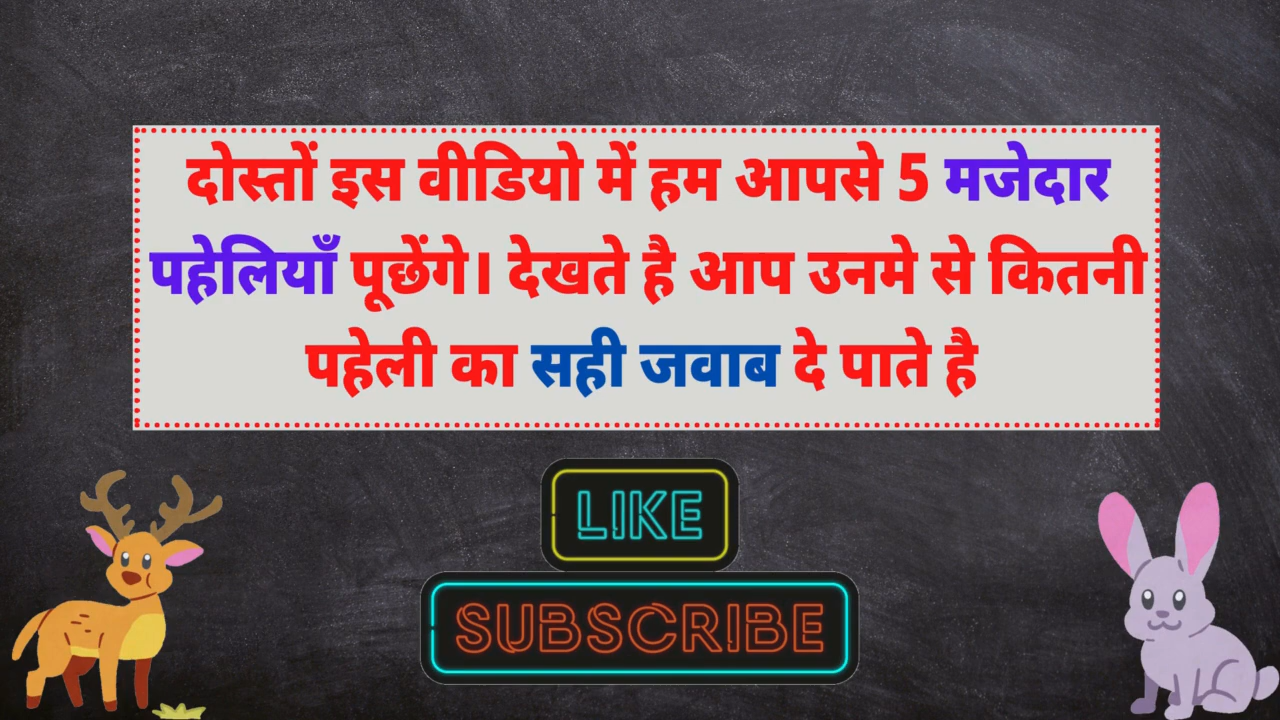 दोस्तों इस वीडियो में हम आपसे 5 मजेदार
पहेलियाँ पूछेंगे। देखते है आप उनमे से कितनी
पहेली का सही जवाब दे पाते है
LIKE
SUBSCRIBE